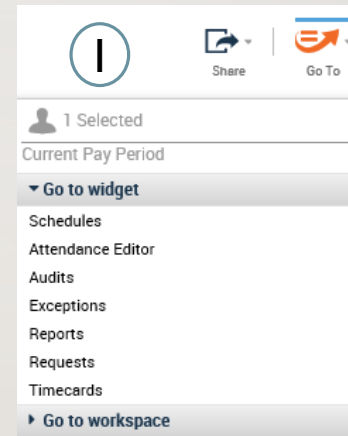 1
Share
Go To
1 Selected
Current Pay Period
Go to widget
Schedules
Attendance Editor
Audits
Exceptions
Reports
Requests
Timecards
Go to workspace